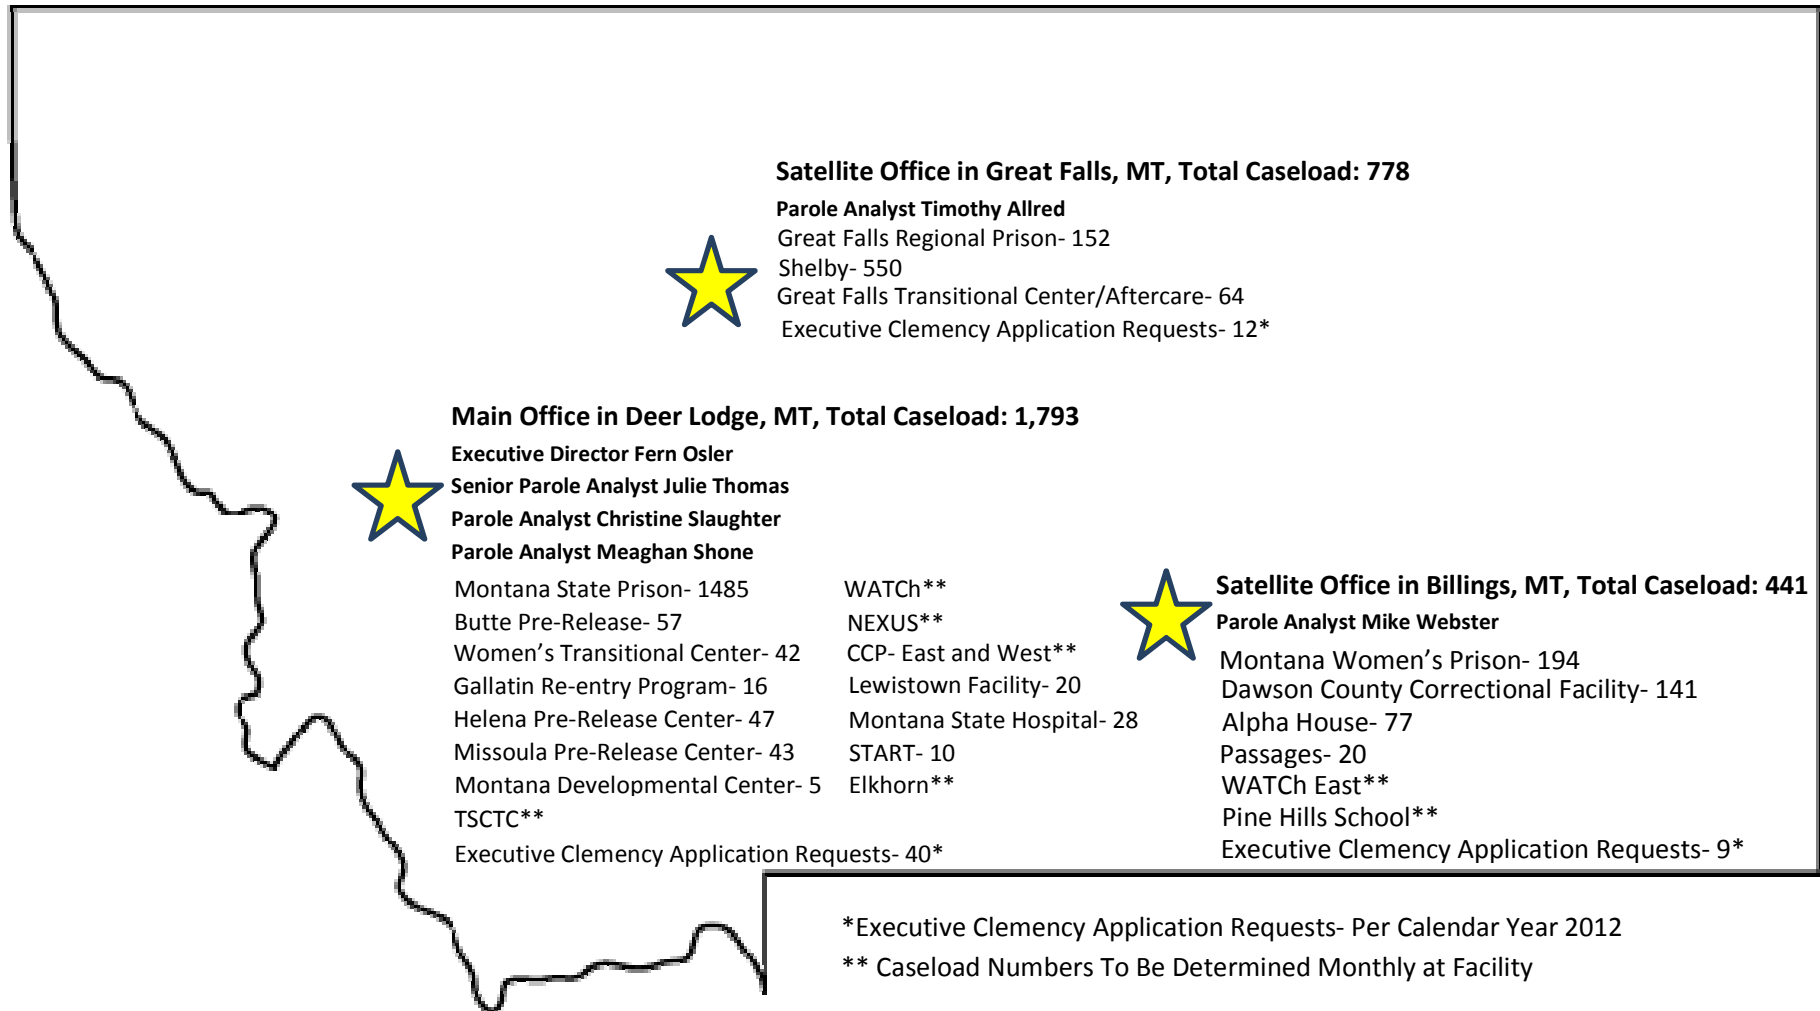 Satellite Office in Great Falls, MT, Total Caseload: 778
Parole Analyst Timothy Allred
Great Falls Regional Prison- 152
Shelby- 550
Great Falls Transitional Center/Aftercare- 64
Executive Clemency Application Requests- 12*
Main Office in Deer Lodge, MT, Total Caseload: 1,793
Executive Director Fern Osler
Senior Parole Analyst Julie Thomas
Parole Analyst Christine Slaughter
Parole Analyst Meaghan Shone
Montana State Prison- 1485
Butte Pre-Release- 57
Women’s Transitional Center- 42
Gallatin Re-entry Program- 16
Helena Pre-Release Center- 47
Missoula Pre-Release Center- 43
Montana Developmental Center- 5
TSCTC**
Executive Clemency Application Requests- 40*
WATCh**
NEXUS**
CCP- East and West**
Lewistown Facility- 20
Montana State Hospital- 28
START- 10
Elkhorn**
Satellite Office in Billings, MT, Total Caseload: 441
Parole Analyst Mike Webster
Montana Women’s Prison- 194
Dawson County Correctional Facility- 141
Alpha House- 77
Passages- 20
WATCh East**
Pine Hills School**
Executive Clemency Application Requests- 9*
*Executive Clemency Application Requests- Per Calendar Year 2012
** Caseload Numbers To Be Determined Monthly at Facility